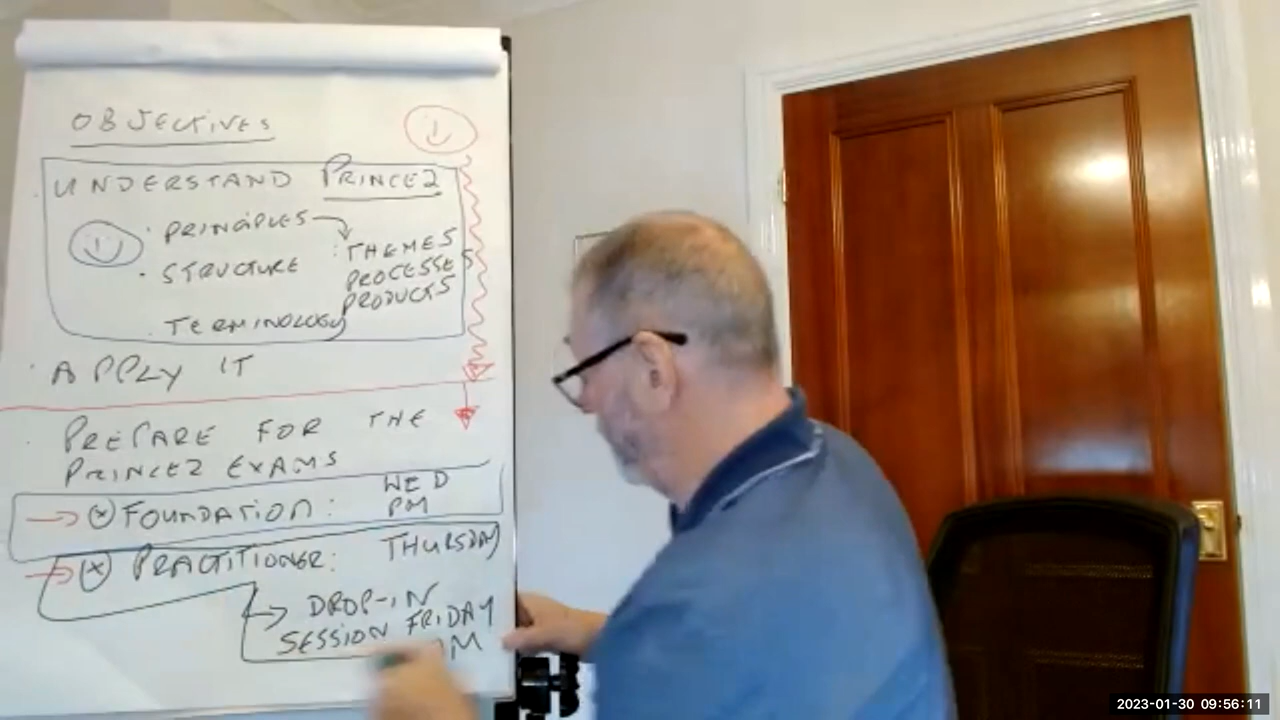 OBJECTIVES
1
UNDERSTAND PRINCE2
1
PRINCIPLES
STRUCTURE : THEMES
PROCESSES
PRODUCTS
TERMINOLOGY
APPLY IT
PREPARE FOR THE
PRINCE2 EXAMS
FOUNDATION: WED
PM
PRACTITIONER: THURSDAY
DROP-IN
SESSION FRIDAY
2023-01-30 09:56:11